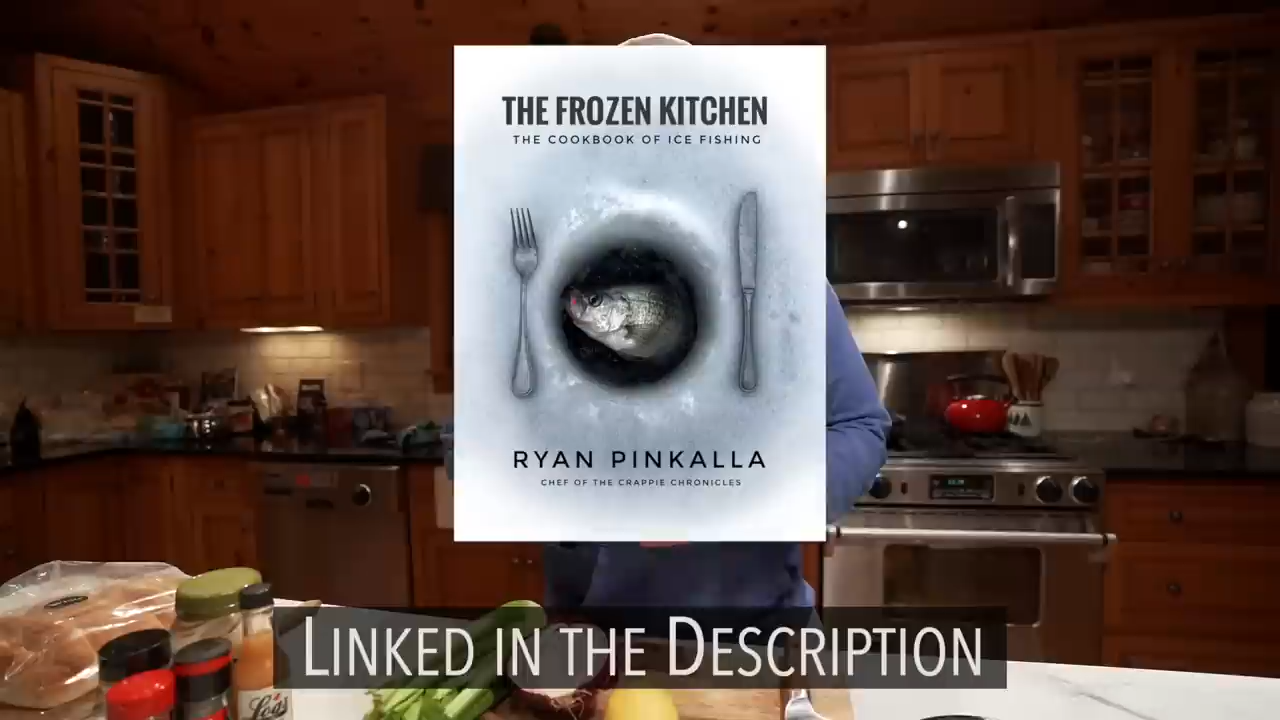 THE FROZEN KITCHEN
THE COOKBOOK OF ICE FISHING
RYAN PINKALLA
CHEF OF THE CRAPPIE CHRONICLES
LINKED IN THE DESCRIPTION